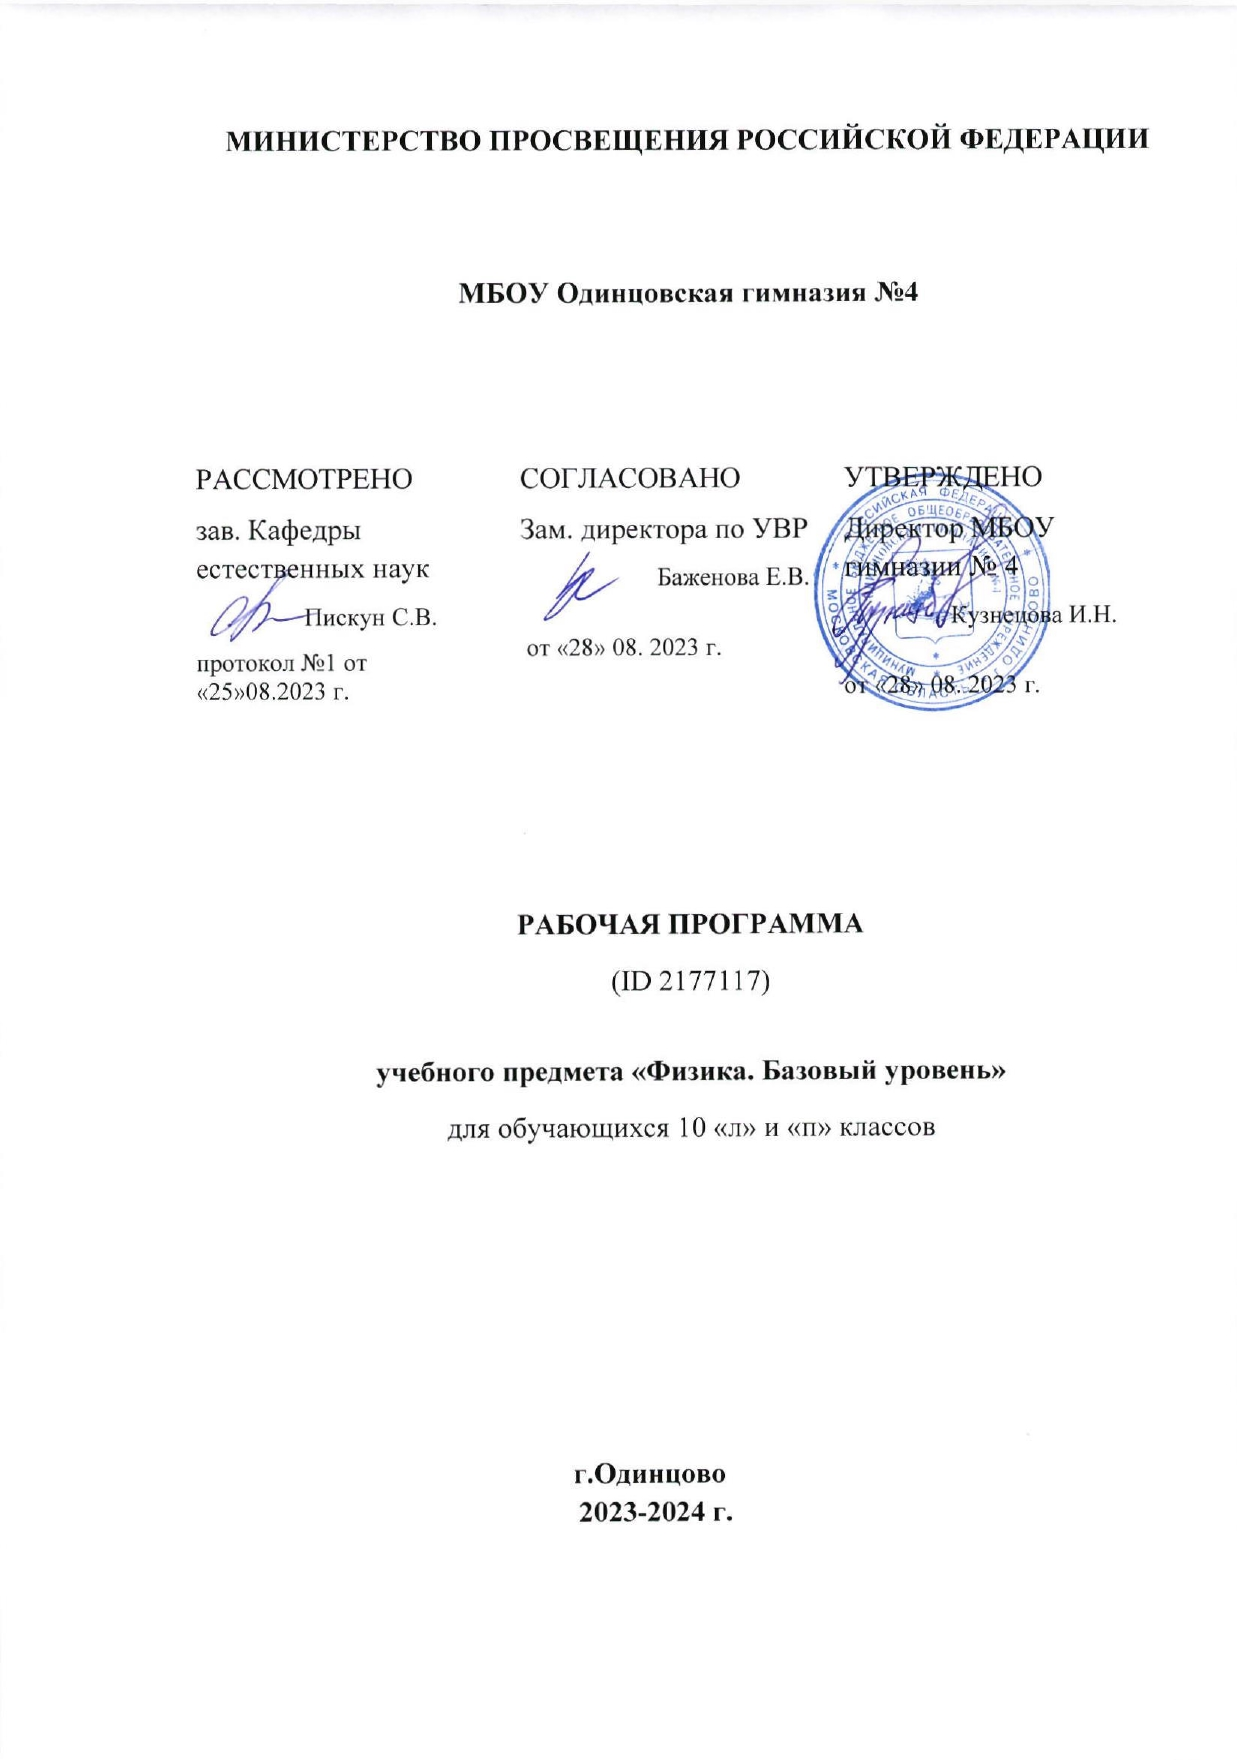 МИНИСТЕРСТВО ПРОСВЕЩЕНИЯ РОССИЙСКОЙ ФЕДЕРАЦИИ
МБОУ Одинцовская гимназия №4
РАССМОТРЕНО
зав. Кафедры
естественных наук
Пискун С.В.
протокол №1 от
«25»08.2023 г.
СОГЛАСОВАНО
Зам. директора по УВР
Баженова Е.В.
от «28» 08. 2023 г.
УТВЕРЖДЕНО
Директор МБОУ
гимназии № 4
Кузнецова И.Н.
от «28» 08. 2023 г.
РАБОЧАЯ ПРОГРАММА
(ID 2177117)
учебного предмета «Физика. Базовый уровень»
для обучающихся 10 «л» и «п» классов
г.Одинцово
2023-2024 г.